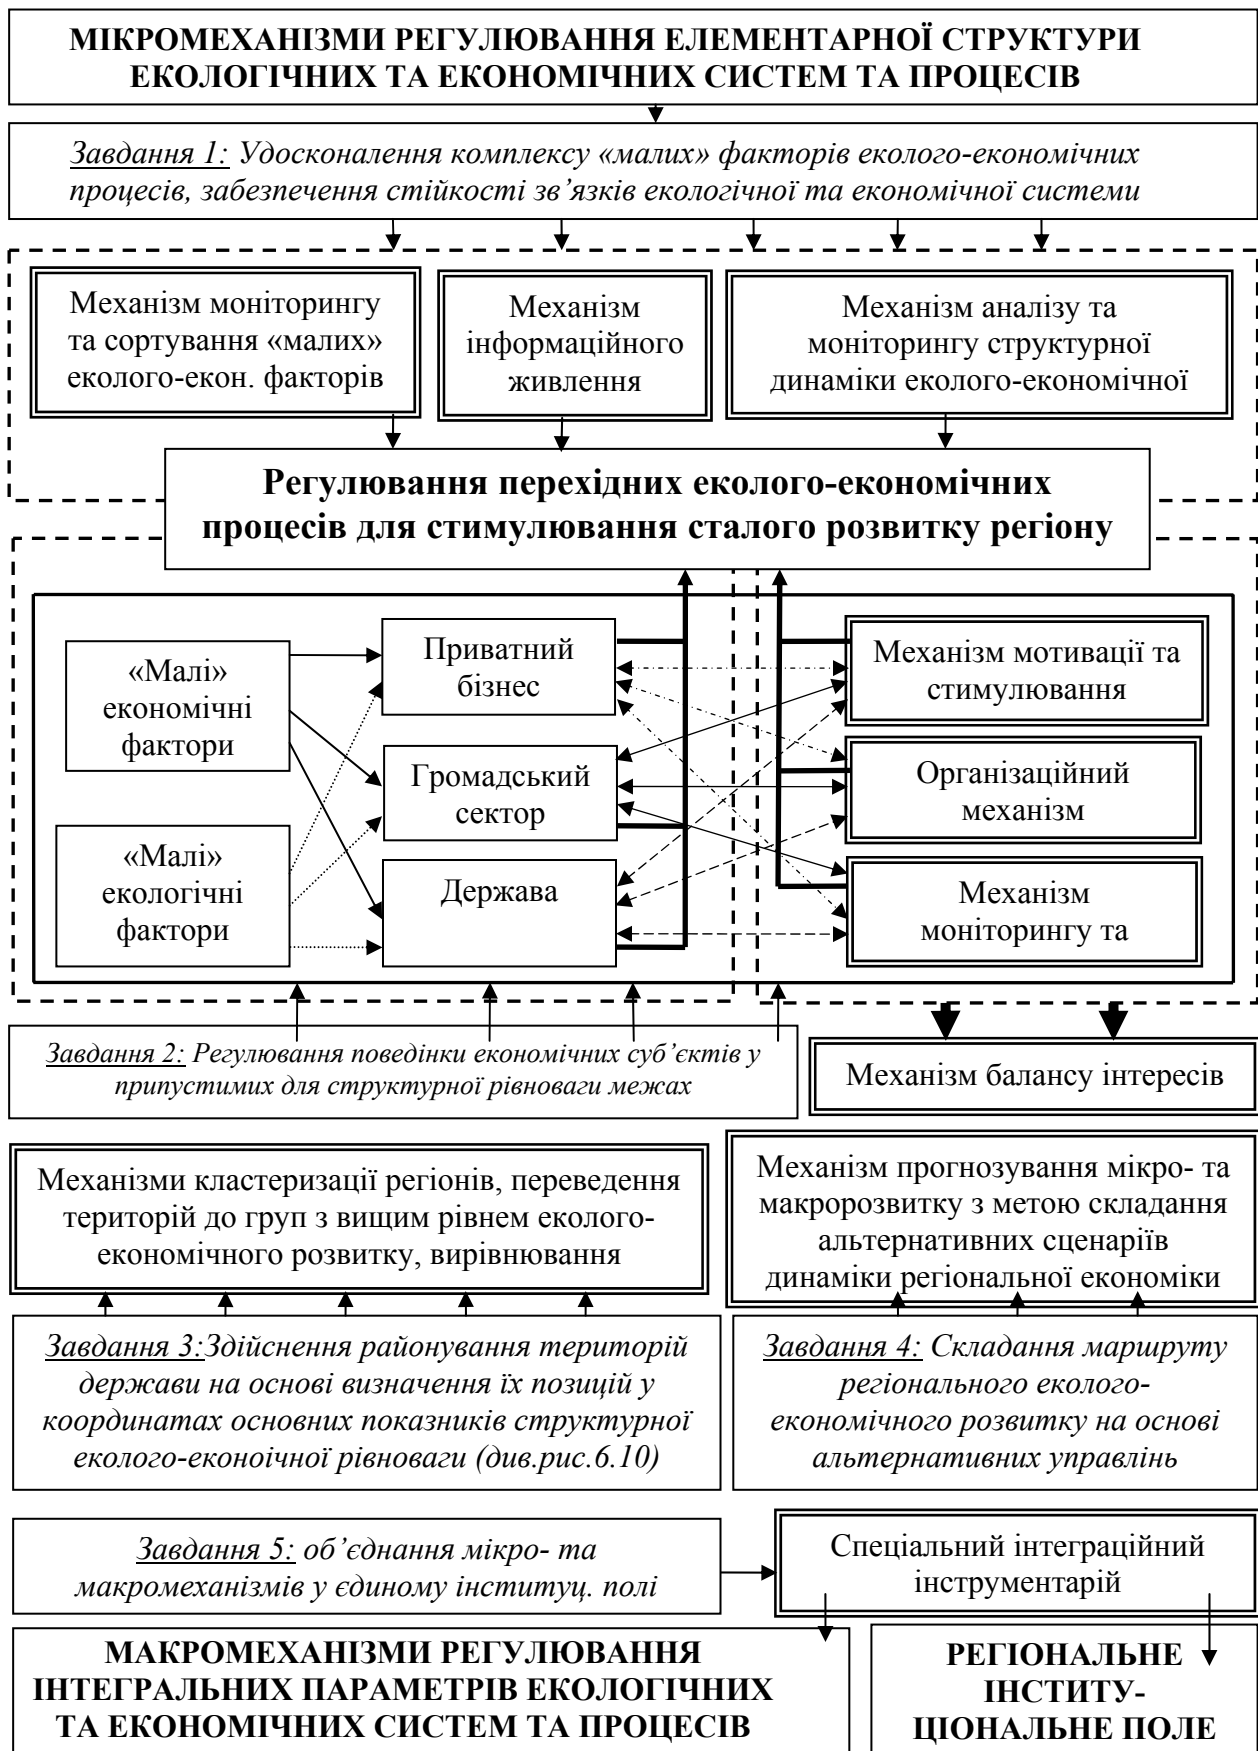 МІКРОМЕХАНІЗМИ РЕГУЛЮВАННЯ ЕЛЕМЕНТАРНОЇ СТРУКТУРИ
ЕКОЛОГІЧНИХ ТА ЕКОНОМІЧНИХ СИСТЕМ ТА ПРОЦЕСІВ
Завдання 1: Удосконалення комплексу «малих» факторів еколого-економічних
процесів, забезпечення стійкості зв’язків екологічної та економічної системи
Механізм моніторингу
та сортування «малих»
еколого-екон. факторів
Механізм
інформаційного
живлення
Механізм аналізу та
моніторингу структурної
динаміки еколого-економічної
Регулювання перехідних еколого-економічних
процесів для стимулювання сталого розвитку регіону
«Малі»
економічні
фактори
«Малі»
екологічні
фактори
Приватний
бізнес
Громадський
сектор
Держава
Механізм мотивації та
стимулювання
Організаційний
механізм
Механізм
моніторингу та
Завдання 2: Регулювання поведінки економічних суб’єктів у
припустимих для структурної рівноваги межах
Механізм балансу інтересів
Механізми кластеризації регіонів, переведення
територій до груп з вищим рівнем еколого-
економічного розвитку, вирівнювання
Механізм прогнозування мікро- та
макророзвитку з метою складання
альтернативних сценаріїв
динаміки регіональної економіки
Завдання 3:Здійснення районування територій
держави на основі визначення їх позицій у
координатах основних показників структурної
еколого-еконоічної рівноваги (див.рис.6.10)
Завдання 4: Складання маршруту
регіонального еколого-
економічного розвитку на основі
альтернативних управлінь
Завдання 5: об’єднання мікро- та
макромеханізмів у єдиному інституц. полі
Спеціальний інтеграційний
інструментарій
МАКРОМЕХАНІЗМИ РЕГУЛЮВАННЯ
ІНТЕГРАЛЬНИХ ПАРАМЕТРІВ ЕКОЛОГІЧНИХ
ТА ЕКОНОМІЧНИХ СИСТЕМ ТА ПРОЦЕСІВ
РЕГІОНАЛЬНЕ
ІНСТИТУ-
ЦІОНАЛЬНЕ ПОЛЕ